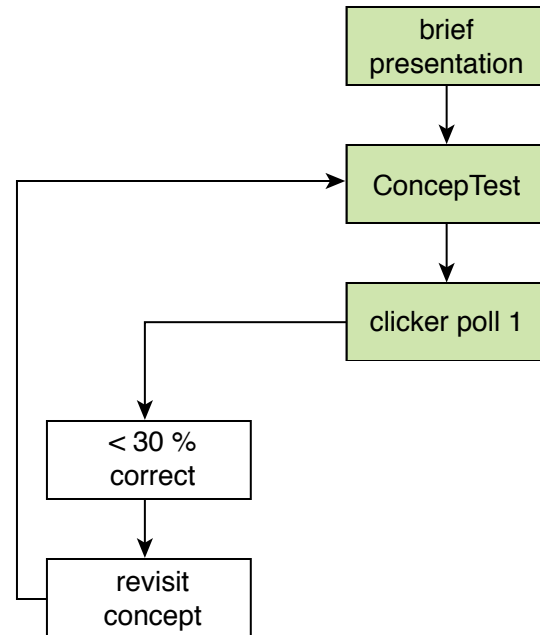 brief
presentation
ConcepTest
clicker poll 1
< 30 %
correct
revisit
concept